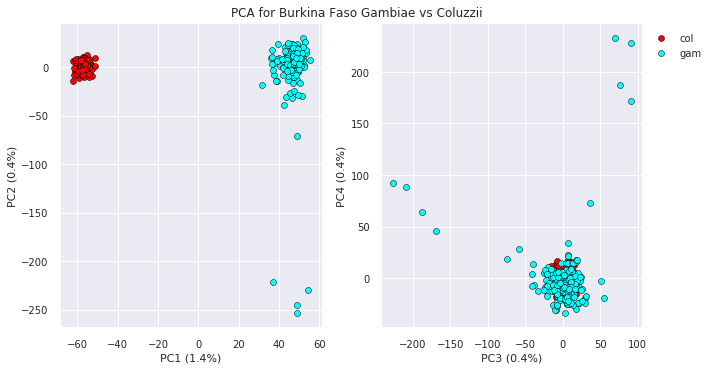 PCA for Burkina Faso Gambiae vs Coluzzii
col
gam
0
−50
−100
−150
−200
−250
PC2 (0.4%)
−60 −40 −20 0 20 40 60
PC1 (1.4%)
200
150
100
50
0
PC4 (0.4%)
−200 −150 −100 −50 0 50 100
PC3 (0.4%)